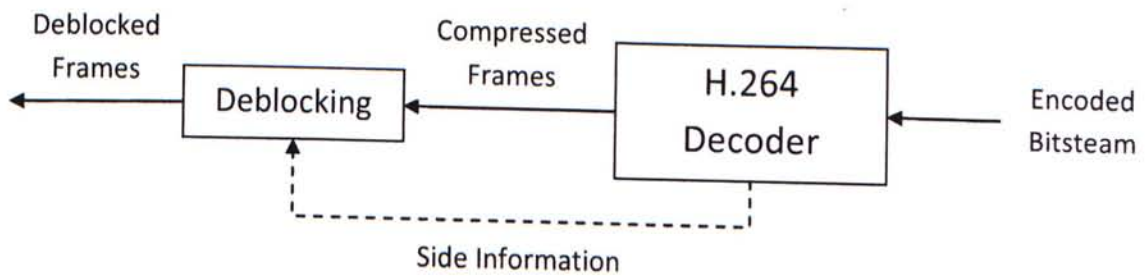 Deblocked
Frames
Compressed
Frames
Deblocking
H.264
Decoder
Encoded
Bitsteam
Side Information